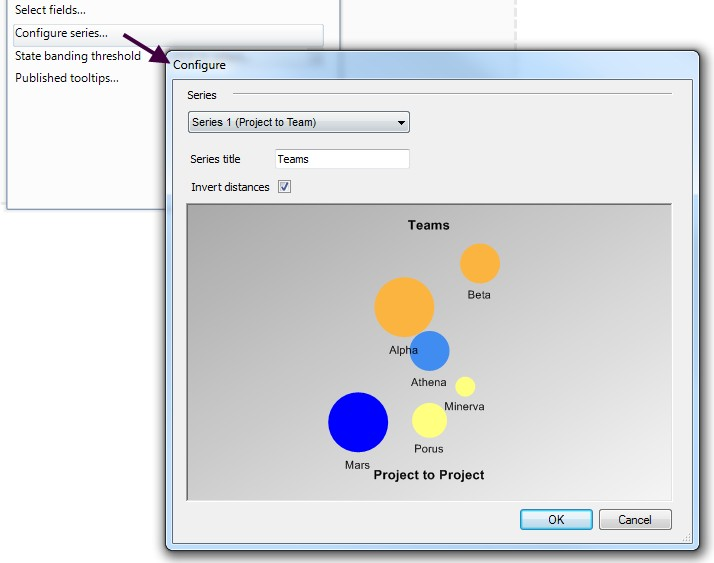 Select fields...
Configure series...
State banding threshold
Published tooltips...
Configure
Series
Series 1 (Project to Team)
Series title
Teams
Invert distances
Teams
Beta
Alpha
Athena
Minerva
Porus
Mars
Project to Project
OK
Cancel